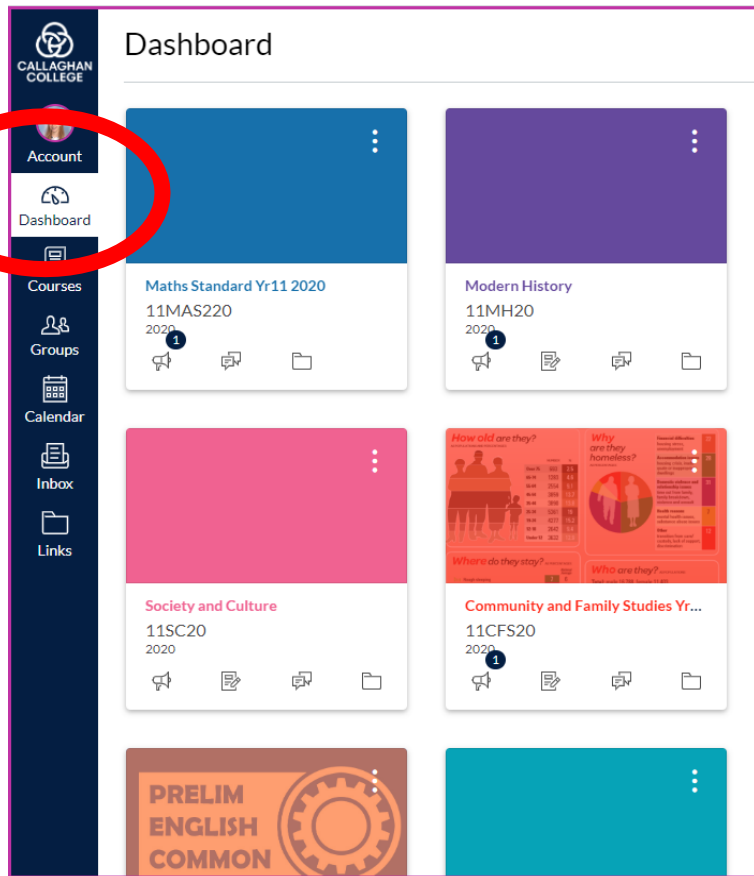 CALLAGHAN
COLLEGE
Dashboard
Account
Dashboard
Courses
Groups
Calendar
Inbox
Links
Maths Standard Yr11 2020
11MAS220
2020
1
Modern History
11MH20
2020
1
Society and Culture
11SC20
2020
How old are they?
Why
are they
homeless?
Where do they stay?
Who are they?
Community and Family Studies Yr...
11CFS20
2020
1
PRELIM
ENGLISH
COMMON